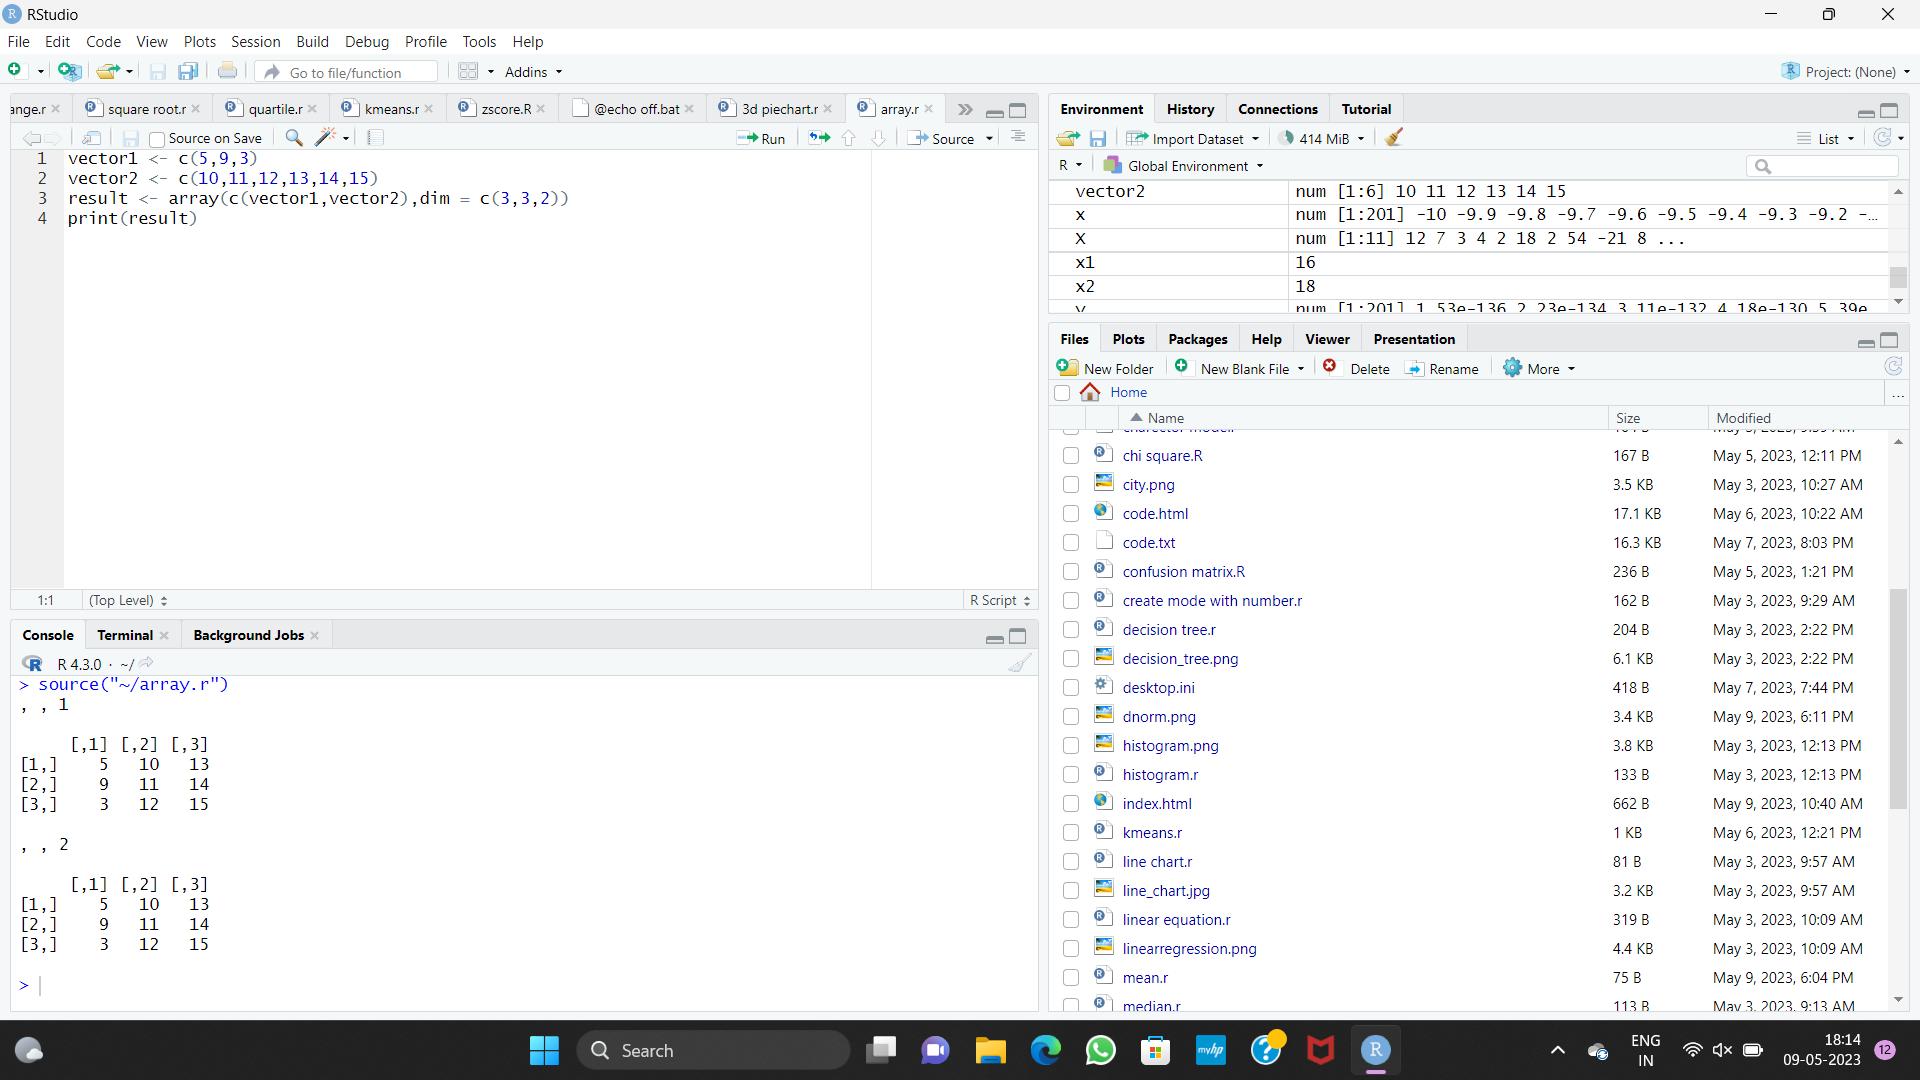 RStudio
File Edit Code View Plots Session Build Debug Profile Tools Help
Go to file/function Addins Project: (None)
ange.r square root.r quartile.r kmeans.r zscore.R @echo off.bat 3d piechart.r array.r
Source on Save Run Source
1 vector1 <- c(5,9,3)
2 vector2 <- c(10,11,12,13,14,15)
3 result <- array(c(vector1,vector2),dim = c(3,3,2))
4 print(result)
1:1 (Top Level) R Script
Console Terminal Background Jobs
R 4.3.0 · ~/
> source("~/array.r")
, , 1
[,1] [,2] [,3]
[1,] 5 10 13
[2,] 9 11 14
[3,] 3 12 15
, , 2
[,1] [,2] [,3]
[1,] 5 10 13
[2,] 9 11 14
[3,] 3 12 15
>
Environment History Connections Tutorial
Import Dataset 414 MiB List
R Global Environment
vector2 num [1:6] 10 11 12 13 14 15
x num [1:201] -10 -9.9 -9.8 -9.7 -9.6 -9.5 -9.4 -9.3 -9.2 -…
X num [1:11] 12 7 3 4 2 18 2 54 -21 8 ...
x1 16
x2 18
y num [1:201] 1.53e-136 2.23e-134 3.11e-132 4.18e-130 5.39e
Files Plots Packages Help Viewer Presentation
New Folder New Blank File Delete Rename More
Home ...
Name Size Modified
chi square.R 167 B May 5, 2023, 12:11 PM
city.png 3.5 KB May 3, 2023, 10:27 AM
code.html 17.1 KB May 6, 2023, 10:22 AM
code.txt 16.3 KB May 7, 2023, 8:03 PM
confusion matrix.R 236 B May 5, 2023, 1:21 PM
create mode with number.r 162 B May 3, 2023, 9:29 AM
decision tree.r 204 B May 3, 2023, 2:22 PM
decision_tree.png 6.1 KB May 3, 2023, 2:22 PM
desktop.ini 418 B May 7, 2023, 7:44 PM
dnorm.png 3.4 KB May 9, 2023, 6:11 PM
histogram.png 3.8 KB May 3, 2023, 12:13 PM
histogram.r 133 B May 3, 2023, 12:13 PM
index.html 662 B May 9, 2023, 10:40 AM
kmeans.r 1 KB May 6, 2023, 12:21 PM
line chart.r 81 B May 3, 2023, 9:57 AM
line_chart.jpg 3.2 KB May 3, 2023, 9:57 AM
linear equation.r 319 B May 3, 2023, 10:09 AM
linearregression.png 4.4 KB May 3, 2023, 10:09 AM
mean.r 75 B May 9, 2023, 6:04 PM
median.r 113 B May 3, 2023, 9:13 AM
Search myhp R ENG IN 18:14 09-05-2023 12